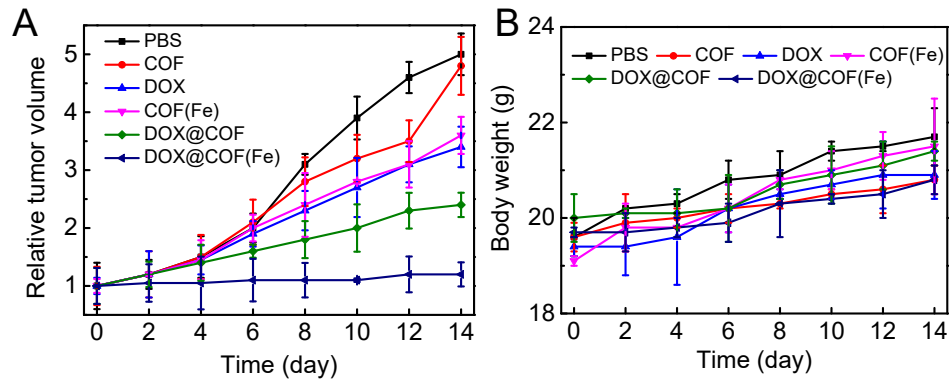 A
Relative tumor volume
5
4
3
2
1
PBS
COF
DOX
COF(Fe)
DOX@COF
DOX@COF(Fe)
0 2 4 6 8 10 12 14
Time (day)
B
Body weight (g)
24
22
20
18
PBS COF DOX COF(Fe)
DOX@COF DOX@COF(Fe)
0 2 4 6 8 10 12 14
Time (day)